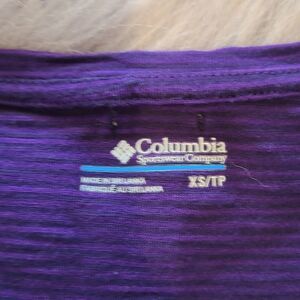 Columbia
Sportswear Company
XS/TP
MADE IN SRI LANKA
FABRIQUÉ AU SRI LANKA